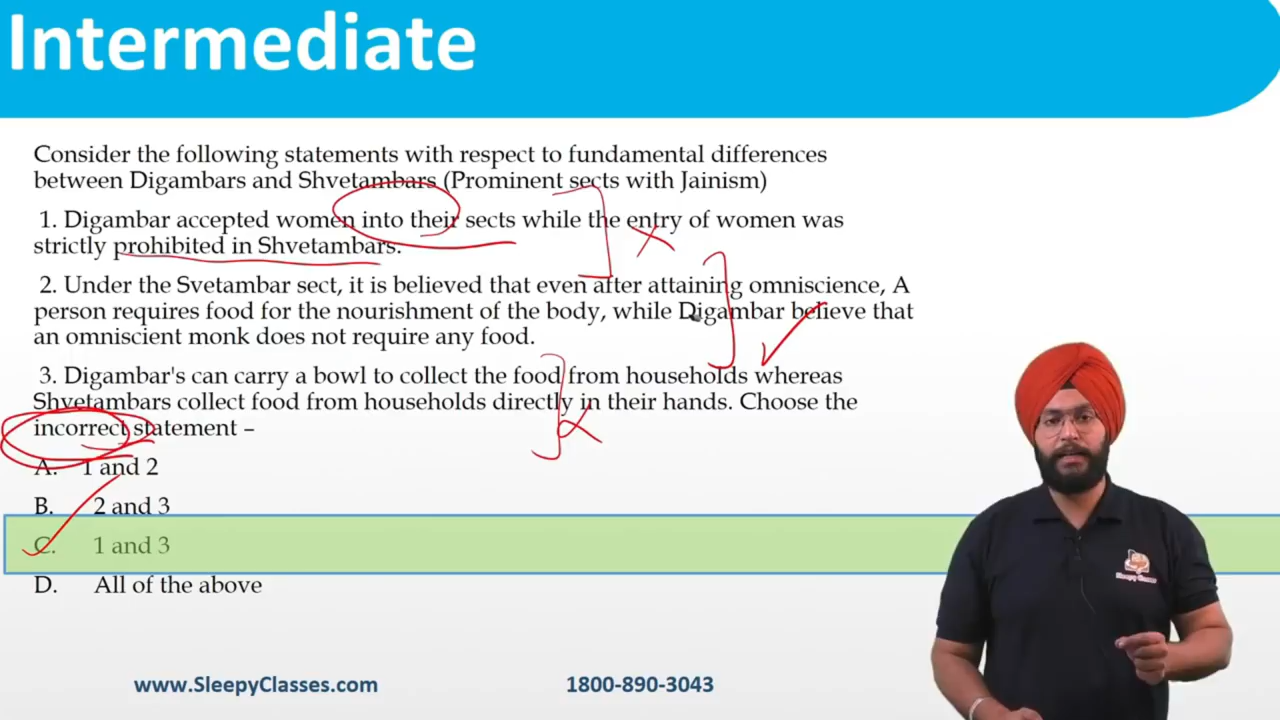 Intermediate
Consider the following statements with respect to fundamental differences
between Digambars and Shvetambars (Prominent sects with Jainism)
1. Digambar accepted women into their sects while the entry of women was
strictly prohibited in Shvetambars.
2. Under the Svetambar sect, it is believed that even after attaining omniscience, A
person requires food for the nourishment of the body, while Digambar believe that
an omniscient monk does not require any food.
3. Digambar's can carry a bowl to collect the food from households whereas
Shvetambars collect food from households directly in their hands. Choose the
incorrect statement –
A. 1 and 2
B. 2 and 3
C. 1 and 3
D. All of the above
Sleepy Classes
www.SleepyClasses.com
1800-890-3043